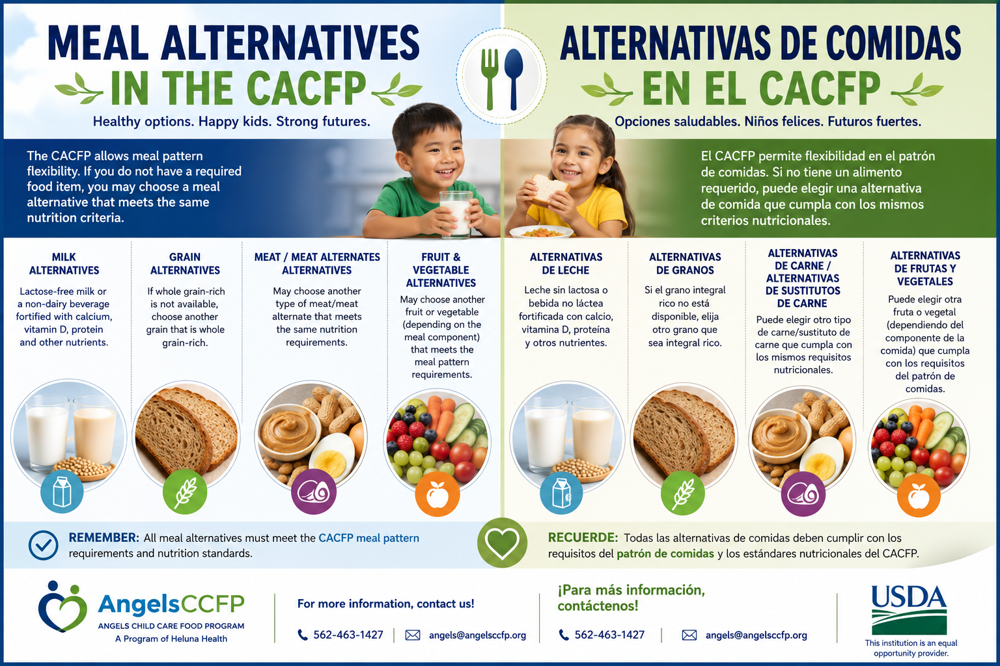 MEAL ALTERNATIVES
IN THE CACFP
Healthy options. Happy kids. Strong futures.
The CACFP allows meal pattern
flexibility. If you do not have a required
food item, you may choose a meal
alternative that meets the same
nutrition criteria.
MILK
ALTERNATIVES
Lactose-free milk or
a non-dairy beverage
fortified with calcium,
vitamin D, protein
and other nutrients.
GRAIN
ALTERNATIVES
If whole grain-rich
is not available,
choose another
grain that is whole
grain-rich.
MEAT / MEAT ALTERNATES
ALTERNATIVES
May choose another
type of meat/meat
alternate that meets
the same nutrition
requirements.
FRUIT &
VEGETABLE
ALTERNATIVES
May choose another
fruit or vegetable
(depending on the
meal component)
that meets the
meal pattern
requirements.
REMEMBER: All meal alternatives must meet the CACFP meal pattern
requirements and nutrition standards.
ALTERNATIVAS DE COMIDAS
EN EL CACFP
Opciones saludables. Niños felices. Futuros fuertes.
El CACFP permite flexibilidad en el patrón
de comidas. Si no tiene un alimento
requerido, puede elegir una alternativa
de comida que cumpla con los mismos
criterios nutricionales.
ALTERNATIVAS
DE LECHE
Leche sin lactosa o
bebida no láctea
fortificada con calcio,
vitamina D, proteína
y otros nutrientes.
ALTERNATIVAS
DE GRANOS
Si el grano integral
rico no está
disponible, elija
otro grano que
sea integral rico.
ALTERNATIVAS
DE CARNE /
ALTERNATIVAS
DE SUSTITUTOS
DE CARNE
Puede elegir otro tipo
de carne/sustituto de
carne que cumpla con
los mismos requisitos
nutricionales.
ALTERNATIVAS
DE FRUTAS Y
VEGETALES
Puede elegir otra
fruta o vegetal
(dependiendo del
componente de la
comida) que cumpla
con los requisitos
del patrón de
comidas.
RECUERDE: Todas las alternativas de comidas deben cumplir con los
requisitos del patrón de comidas y los estándares nutricionales del CACFP.
AngelsCCFP
ANGELS CHILD CARE FOOD PROGRAM
A Program of Heluna Health
For more information, contact us!
562-463-1427
angels@angelsccfp.org
¡Para más información,
contáctenos!
562-463-1427
angels@angelsccfp.org
USDA
This institution is an equal
opportunity provider.